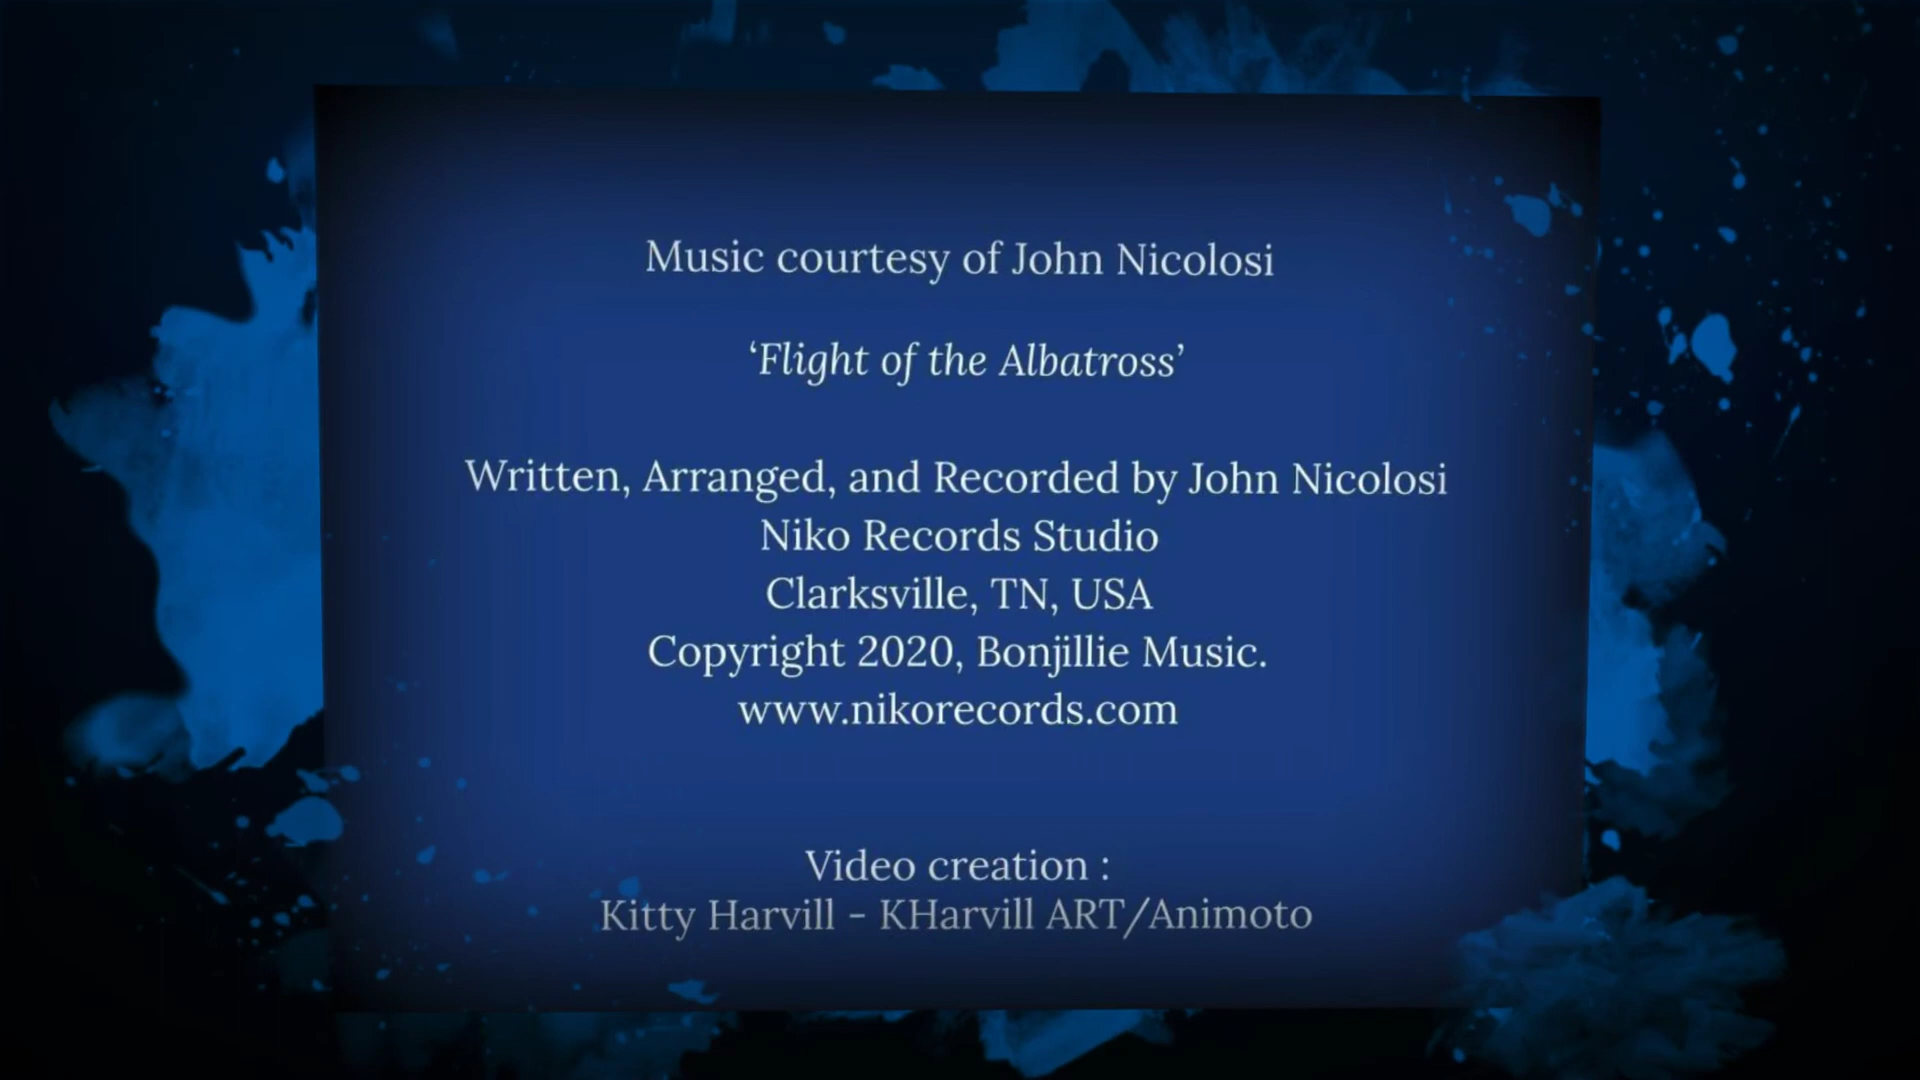 Music courtesy of John Nicolosi
‘Flight of the Albatross’
Written, Arranged, and Recorded by John Nicolosi
Niko Records Studio
Clarksville, TN, USA
Copyright 2020, Bonjillie Music.
www.nikorecords.com
Video creation :
Kitty Harvill - KHarvill ART/Animoto